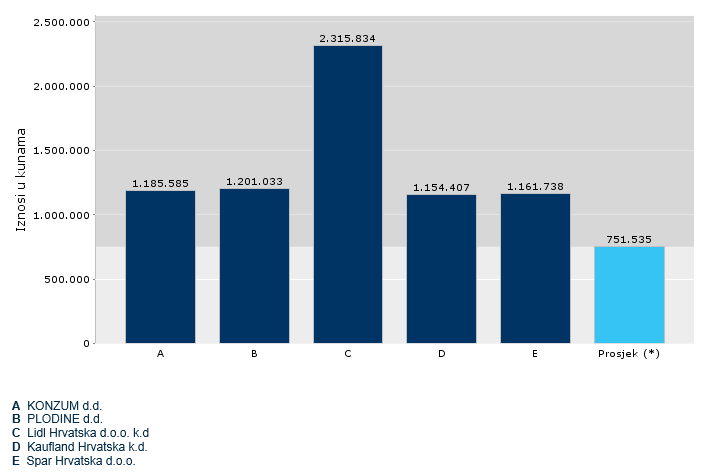 2.500.000
2.000.000
1.500.000
1.000.000
500.000
0
Iznosi u kunama
1.185.585
1.201.033
2.315.834
1.154.407
1.161.738
751.535
A B C D E Prosjek (*)
A KONZUM d.d.
B PLODINE d.d.
C Lidl Hrvatska d.o.o. k.d
D Kaufland Hrvatska k.d.
E Spar Hrvatska d.o.o.